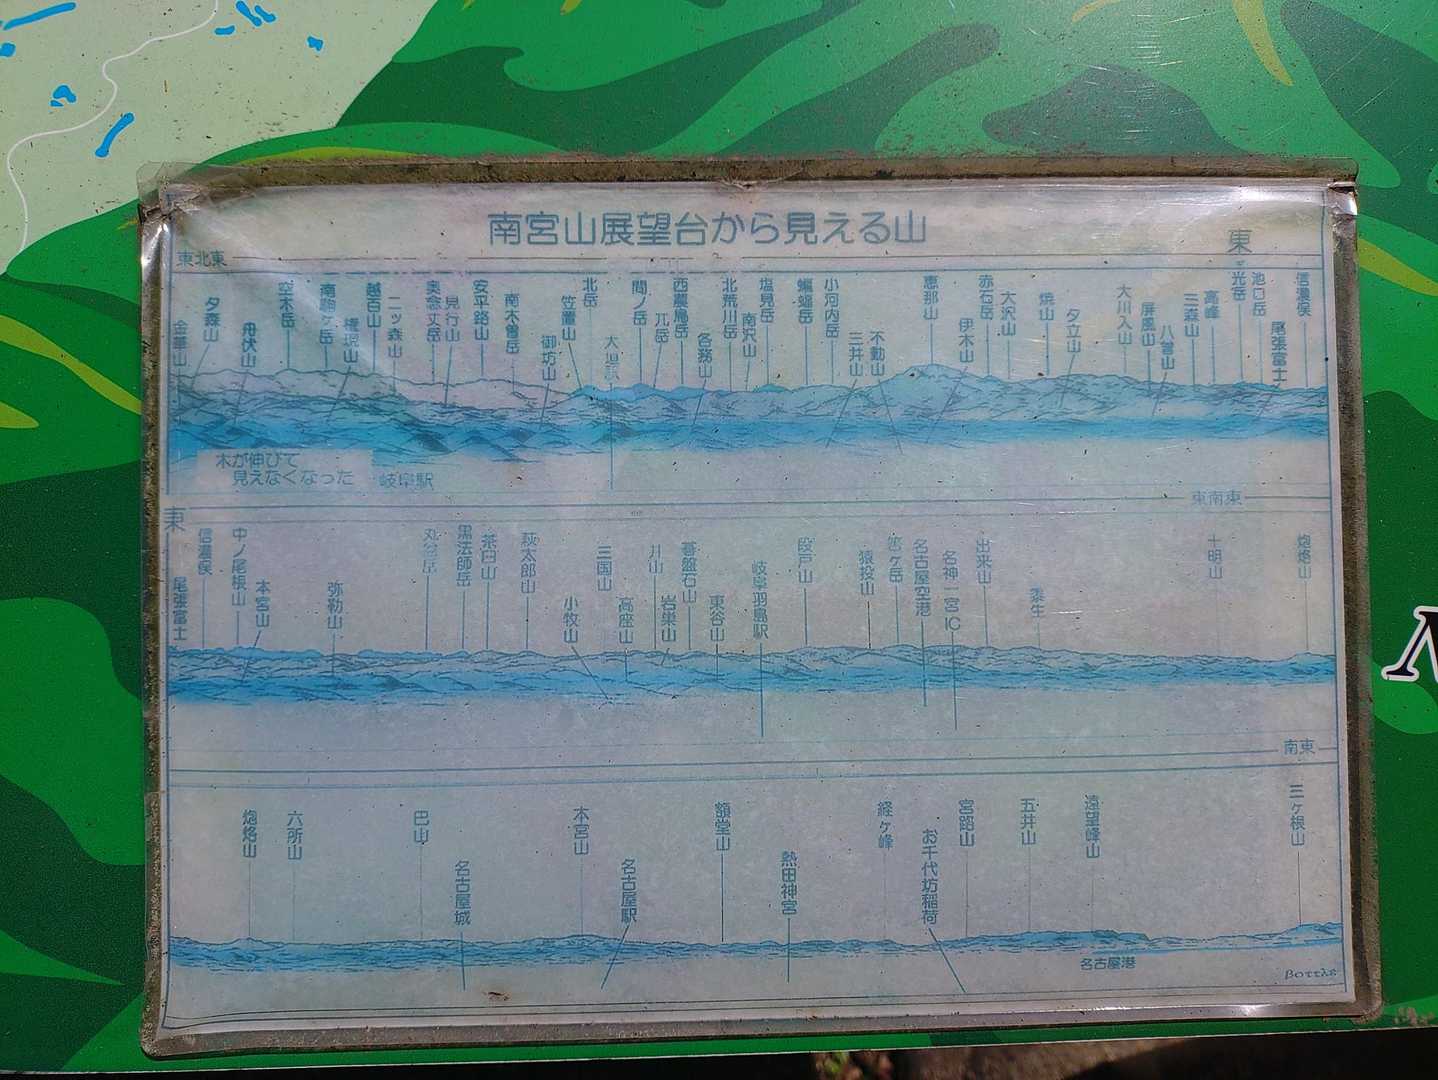 南宮山展望台から見える山
東北東
東
金華山
夕森山
舟伏山
空木岳
南駒ヶ岳
権現山
越百山
二ッ森山
奥念丈岳
見行山
安平路山
南木曽岳
御坊山
笠置山
北岳
大垣駅
間ノ岳
兀岳
西農鳥岳
各務山
北荒川岳
南沢山
塩見岳
蝙蝠岳
小河内岳
三井山
不動山
恵那山
伊木山
赤石岳
大沢山
焼山
夕立山
大川入山
屏風山
八曽山
三森山
高峰
光岳
池口岳
尾張富士
信濃俣
木が伸びて
見えなくなった
岐阜駅
東
東南東
尾張富士
信濃俣
中ノ尾根山
本宮山
弥勒山
丸盆岳
黒法師岳
茶臼山
萩太郎山
小牧山
三国山
高座山
川山
岩巣山
碁盤石山
東谷山
岐阜羽島駅
段戸山
猿投山
笹ヶ岳
名古屋空港
名神一宮IC
出来山
十明山
炮烙山
南東
炮烙山
六所山
巴山
名古屋城
本宮山
名古屋駅
額堂山
熱田神宮
経ヶ峰
お千代坊稲荷
宮路山
五井山
遠望峰山
名古屋港
三ヶ根山
βοττλε
N